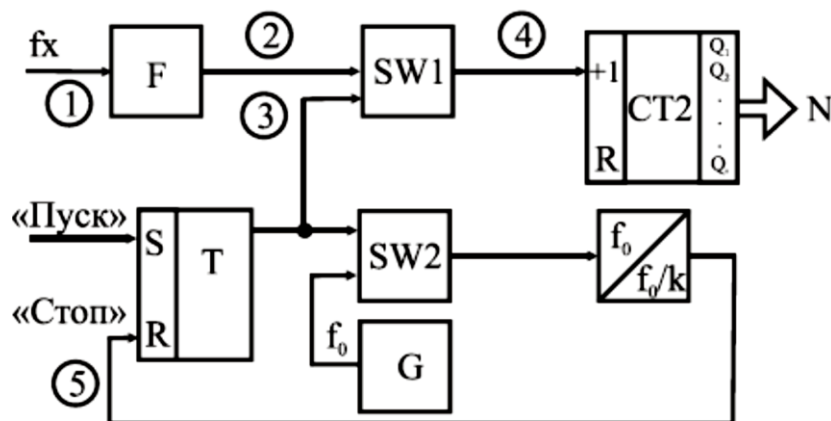 fx
①
F
②
③
SW1
④
+1
R
CT2
Q₁
Q₂
.
.
.
N
«Пуск»
«Стоп»
S
R
T
⑤
SW2
f₀
G
f₀
f₀/k